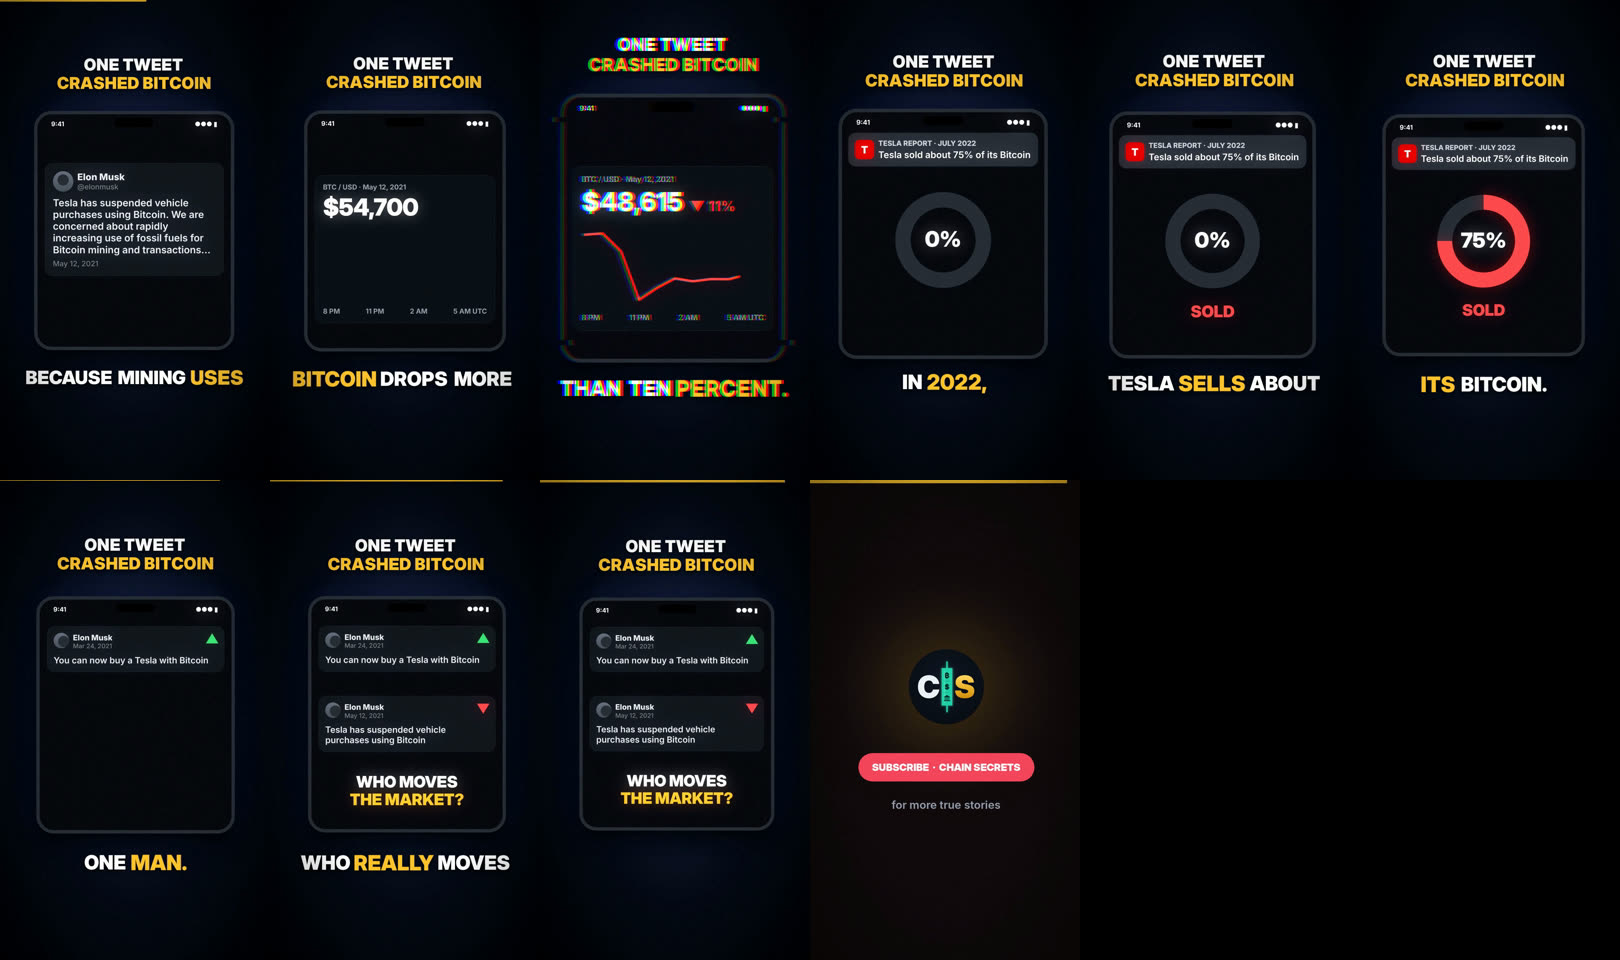 ONE TWEET
CRASHED BITCOIN
9:41
Elon Musk
@elonmusk
Tesla has suspended vehicle
purchases using Bitcoin. We are
concerned about rapidly
increasing use of fossil fuels for
Bitcoin mining and transactions...
May 12, 2021
BECAUSE MINING USES
ONE TWEET
CRASHED BITCOIN
9:41
BTC / USD · May 12, 2021
$54,700
8 PM 11 PM 2 AM 5 AM UTC
BITCOIN DROPS MORE
ONE TWEET
CRASHED BITCOIN
9:41
BTC / USD · May 12, 2021
$48,615 ▼ 11%
8 PM 11 PM 2 AM 5 AM UTC
THAN TEN PERCENT.
ONE TWEET
CRASHED BITCOIN
9:41
T
TESLA REPORT · JULY 2022
Tesla sold about 75% of its Bitcoin
0%
IN 2022,
ONE TWEET
CRASHED BITCOIN
9:41
T
TESLA REPORT · JULY 2022
Tesla sold about 75% of its Bitcoin
0%
SOLD
TESLA SELLS ABOUT
ONE TWEET
CRASHED BITCOIN
9:41
T
TESLA REPORT · JULY 2022
Tesla sold about 75% of its Bitcoin
75%
SOLD
ITS BITCOIN.
ONE TWEET
CRASHED BITCOIN
9:41
Elon Musk
Mar 24, 2021
You can now buy a Tesla with Bitcoin
ONE MAN.
ONE TWEET
CRASHED BITCOIN
9:41
Elon Musk
Mar 24, 2021
You can now buy a Tesla with Bitcoin
Elon Musk
May 12, 2021
Tesla has suspended vehicle
purchases using Bitcoin
WHO MOVES
THE MARKET?
WHO REALLY MOVES
ONE TWEET
CRASHED BITCOIN
9:41
Elon Musk
Mar 24, 2021
You can now buy a Tesla with Bitcoin
Elon Musk
May 12, 2021
Tesla has suspended vehicle
purchases using Bitcoin
WHO MOVES
THE MARKET?
C S
SUBSCRIBE · CHAIN SECRETS
for more true stories